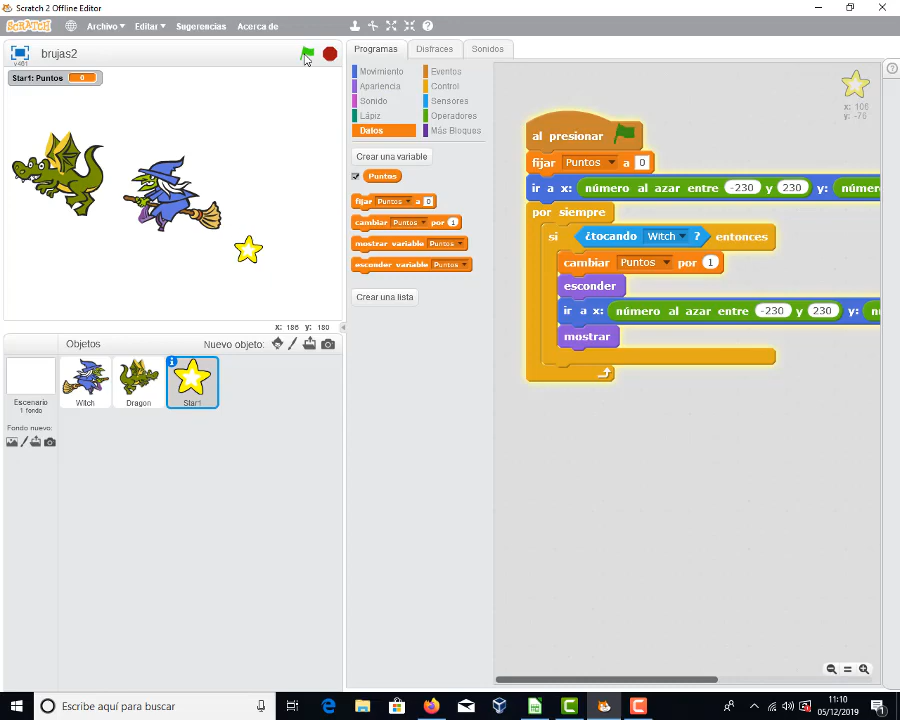 Scratch 2 Offline Editor
SCRATCH
Archivo Editar Sugerencias Acerca de
brujas2
v461
Start1: Puntos 0
x: 186 y: 180
Objetos Nuevo objeto:
Escenario
1 fondo
Fondo nuevo:
Witch
Dragon
Start1
Programas Disfraces Sonidos
Movimiento Eventos
Apariencia Control
Sonido Sensores
Lápiz Operadores
Datos Más Bloques
Crear una variable
Puntos
fijar Puntos a 0
cambiar Puntos por 1
mostrar variable Puntos
esconder variable Puntos
Crear una lista
x: 106
y: -76
al presionar
fijar Puntos a 0
ir a x: número al azar entre -230 y 230 y:
por siempre
si ¿tocando Witch ? entonces
cambiar Puntos por 1
esconder
ir a x: número al azar entre -230 y 230 y:
mostrar
Escribe aquí para buscar
11:10
05/12/2019